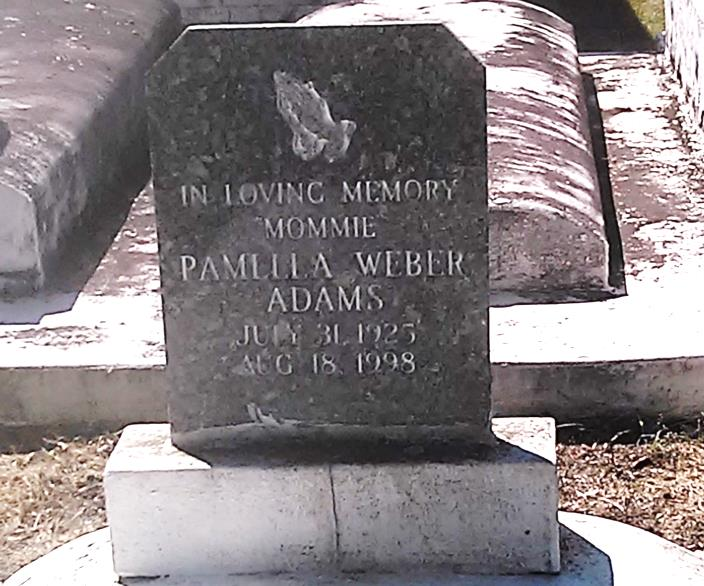 IN LOVING MEMORY
"MOMMIE"
PAMELLA WEBER
ADAMS
JULY 31, 1925
AUG 18, 1998